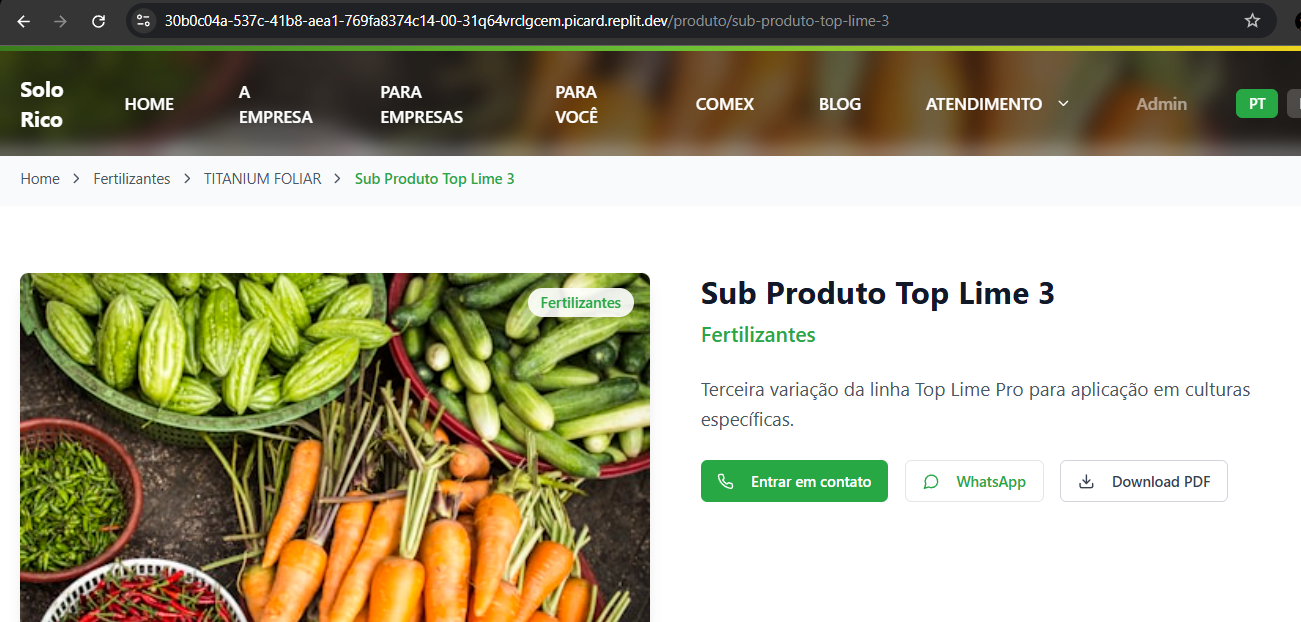 30b0c04a-537c-41b8-aea1-769fa8374c14-00-31q64vrclgcem.picard.replit.dev/produto/sub-produto-top-lime-3
Solo
Rico
HOME
A
EMPRESA
PARA
EMPRESAS
PARA
VOCÊ
COMEX
BLOG
ATENDIMENTO
Admin
PT
Home > Fertilizantes > TITANIUM FOLIAR > Sub Produto Top Lime 3
Fertilizantes
Sub Produto Top Lime 3
Fertilizantes
Terceira variação da linha Top Lime Pro para aplicação em culturas
específicas.
Entrar em contato
WhatsApp
Download PDF